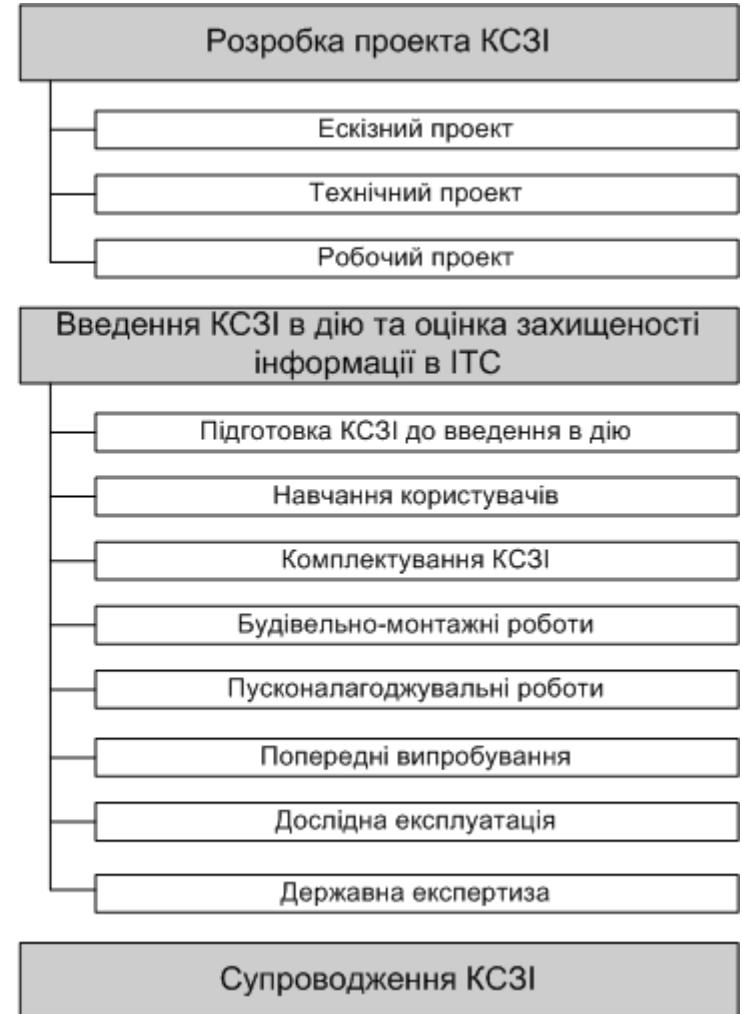 Розробка проекта КСЗІ
Ескізний проект
Технічний проект
Робочий проект
Введення КСЗІ в дію та оцінка захищеності
інформації в ІТС
Підготовка КСЗІ до введення в дію
Навчання користувачів
Комплектування КСЗІ
Будівельно-монтажні роботи
Пусконалагоджувальні роботи
Попередні випробування
Дослідна експлуатація
Державна експертиза
Супроводження КСЗІ